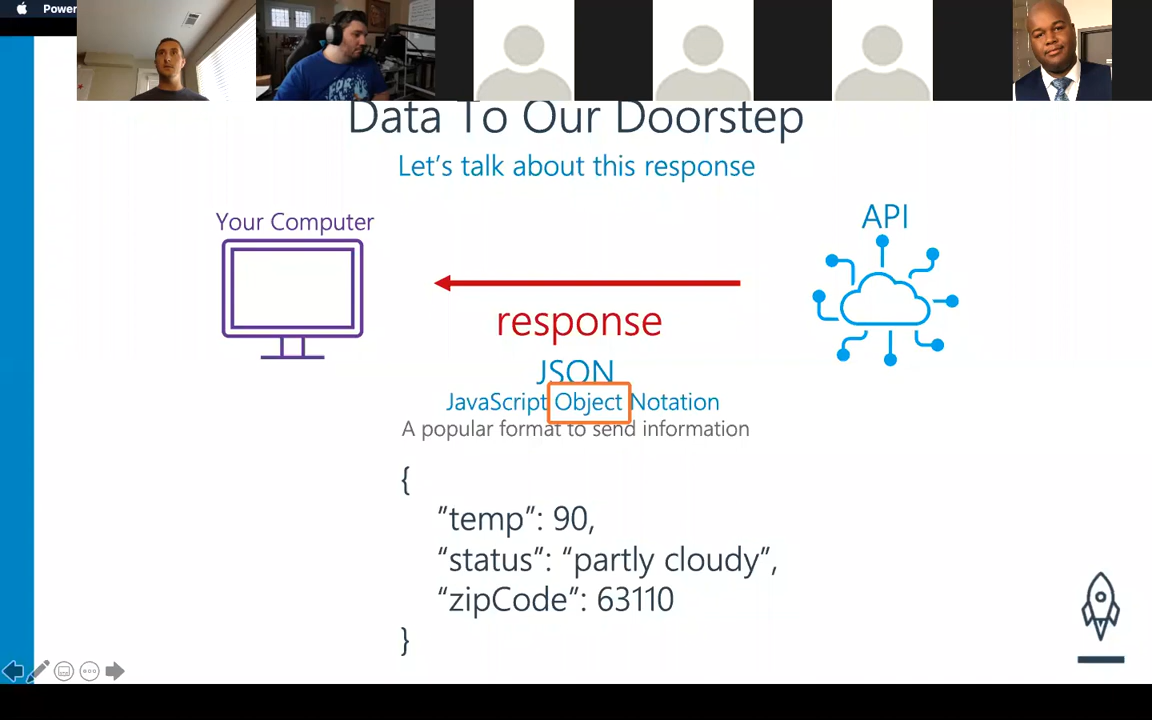 Power
Data To Our Doorstep
Let's talk about this response
Your Computer
API
response
JSON
JavaScript Object Notation
A popular format to send information
{
“temp”: 90,
“status”: “partly cloudy”,
“zipCode”: 63110
}